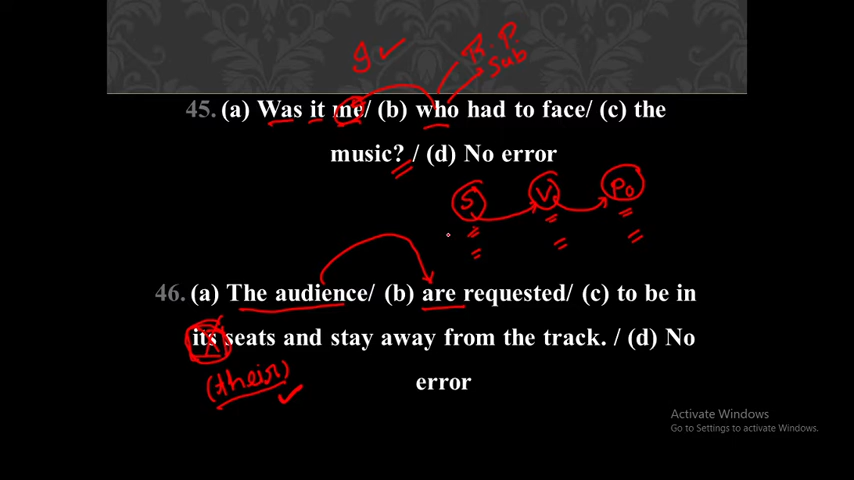 I ✓ R.P.
Sub
45. (a) Was it me/ (b) who had to face/ (c) the
music? / (d) No error
S V Po
46. (a) The audience/ (b) are requested/ (c) to be in
its seats and stay away from the track. / (d) No
(their) ✓
error
Activate Windows
Go to Settings to activate Windows.